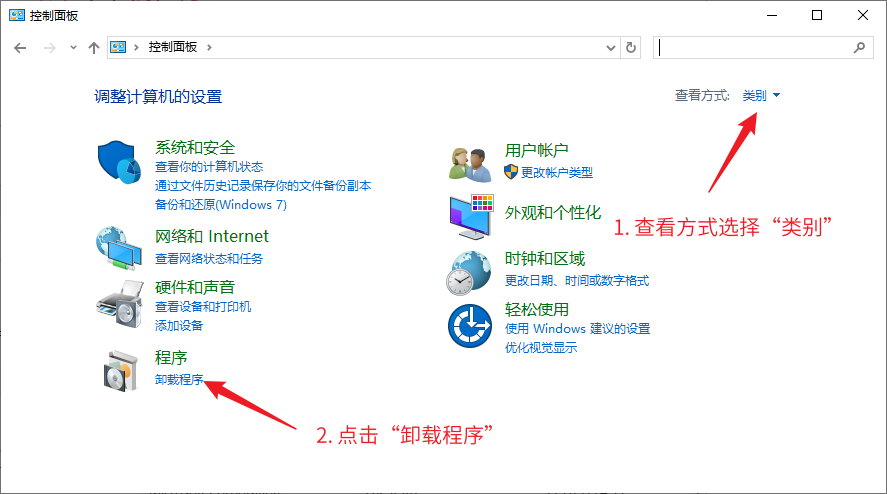 控制面板
控制面板
调整计算机的设置
查看方式: 类别
系统和安全
查看你的计算机状态
通过文件历史记录保存你的文件备份副本
备份和还原(Windows 7)
网络和 Internet
查看网络状态和任务
硬件和声音
查看设备和打印机
添加设备
程序
卸载程序
用户帐户
更改帐户类型
外观和个性化
时钟和区域
更改日期、时间或数字格式
轻松使用
使用 Windows 建议的设置
优化视觉显示
1. 查看方式选择“类别”
2. 点击“卸载程序”